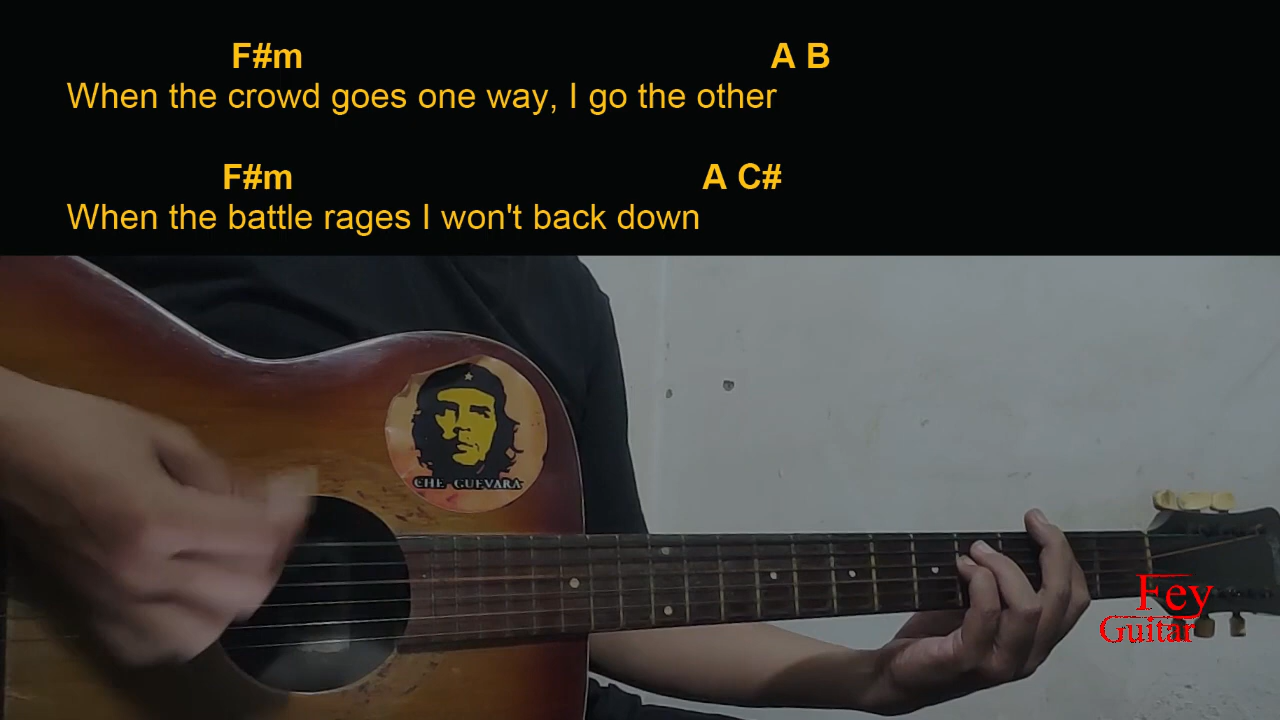 F#m A B
When the crowd goes one way, I go the other
F#m A C#
When the battle rages I won't back down
CHE GUEVARA
Fey
Guitar